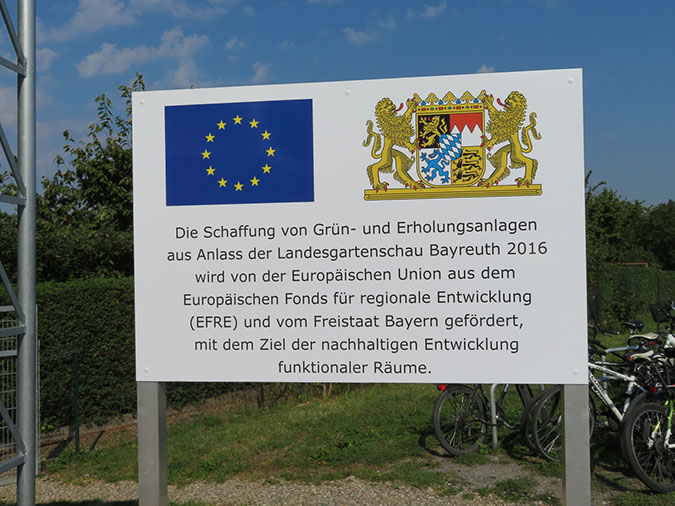 Die Schaffung von Grün- und Erholungsanlagen
aus Anlass der Landesgartenschau Bayreuth 2016
wird von der Europäischen Union aus dem
Europäischen Fonds für regionale Entwicklung
(EFRE) und vom Freistaat Bayern gefördert,
mit dem Ziel der nachhaltigen Entwicklung
funktionaler Räume.